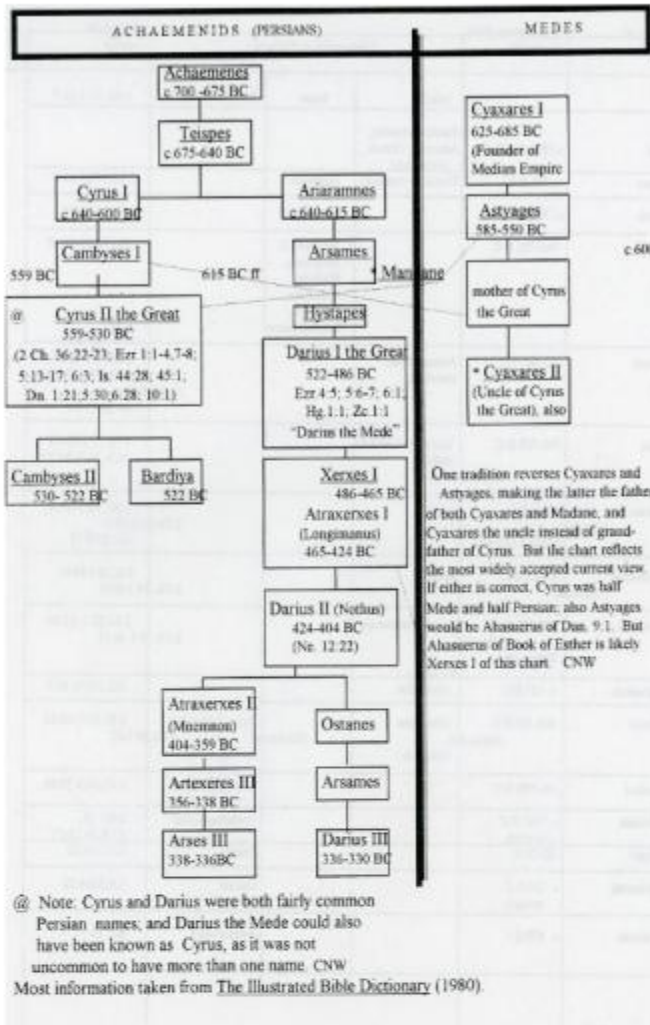 ACHAEMENIDS (PERSIANS)
MEDES
Achaemenes
c.700 -675 BC
Teispes
c.675-640 BC
Cyrus I
c.640-600 BC
Ariaramnes
c.640-615 BC
Cambyses I
559 BC
Arsames
615 BC ff
* Mandane
@ Cyrus II the Great
559-530 BC
(2 Ch. 36:22-23; Ezr 1:1-4,7-8;
5:13-17; 6:3; Is. 44:28; 45:1;
Dn. 1:21;5:30;6:28; 10:1)
Hystapes
Darius I the Great
522-486 BC
Ezr 4:5; 5:6-7; 6:1;
Hg.1:1; Zc.1:1
"Darius the Mede"
Cambyses II
530- 522 BC
Bardiya
522 BC
Xerxes I
486-465 BC
Atraxerxes I
(Longimanus)
465-424 BC
Darius II (Nothus)
424-404 BC
(Ne. 12:22)
Atraxerxes II
(Mnemnon)
404-359 BC
Ostanes
Artexeres III
356-338 BC
Arsames
Arses III
338-336BC
Darius III
336-330 BC
Cyaxares I
625-685 BC
(Founder of
Medean Empire
Astyages
585-550 BC
c 600
mother of Cyrus
the Great
* Cyaxares II
(Uncle of Cyrus
the Great), also
One tradition reverses Cyaxares and
Astyages, making the latter the father
of both Cyaxares and Madane, and
Cyaxares the uncle instead of grand-
father of Cyrus. But the chart reflects
the most widely accepted current view.
If either is correct, Cyrus was half
Mede and half Persian; also Astyages
would be Ahasuerus of Dan. 9:1. But
Ahasuerus of Book of Esther is likely
Xerxes I of this chart. CNW
@ Note: Cyrus and Darius were both fairly common
Persian names; and Darius the Mede could also
have been known as Cyrus, as it was not
uncommon to have more than one name. CNW
Most information taken from The Illustrated Bible Dictionary (1980).